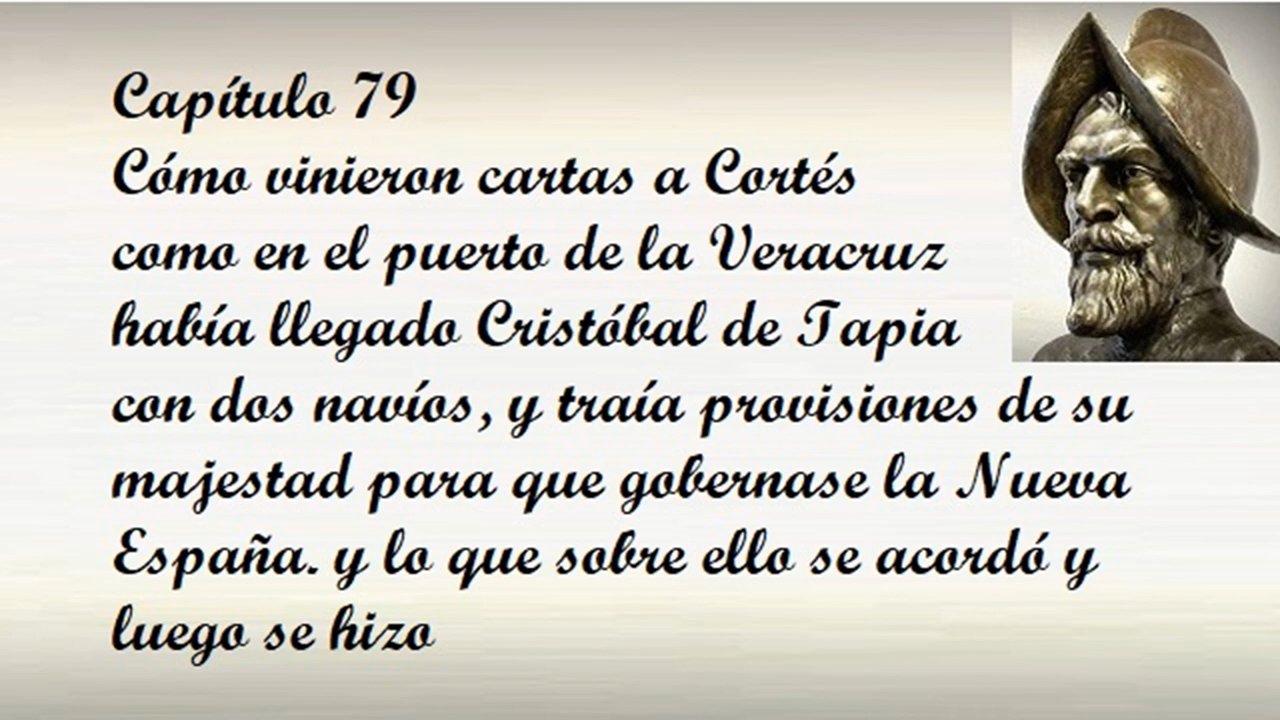 Capítulo 79
Cómo vinieron cartas a Cortés
como en el puerto de la Veracruz
había llegado Cristóbal de Tapia
con dos navíos, y traía provisiones de su
majestad para que gobernase la Nueva
España. y lo que sobre ello se acordó y
luego se hizo